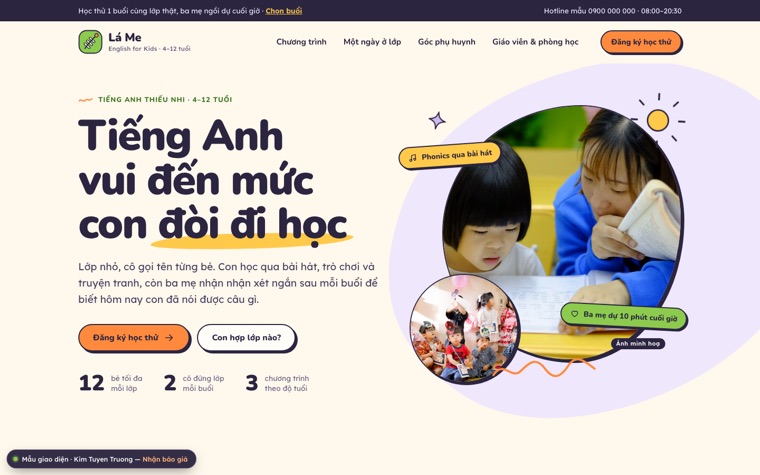 Học thử 1 buổi cùng lớp thật, ba mẹ ngồi dự cuối giờ · Chọn buổi
Hotline mẫu 0900 000 000 · 08:00–20:30
Lá Me
English for Kids · 4–12 tuổi
Chương trình
Một ngày ở lớp
Góc phụ huynh
Giáo viên & phòng học
Đăng ký học thử
TIẾNG ANH THIẾU NHI · 4–12 TUỔI
Tiếng Anh
vui đến mức
con đòi đi học
Lớp nhỏ, cô gọi tên từng bé. Con học qua bài hát, trò chơi và
truyện tranh, còn ba mẹ nhận nhận xét ngắn sau mỗi buổi để
biết hôm nay con đã nói được câu gì.
Đăng ký học thử
Con hợp lớp nào?
12 bé tối đa
mỗi lớp
2 cô đứng lớp
mỗi buổi
3 chương trình
theo độ tuổi
Phonics qua bài hát
Ba mẹ dự 10 phút cuối giờ
Ảnh minh hoạ
Mẫu giao diện · Kim Tuyen Truong — Nhận báo giá